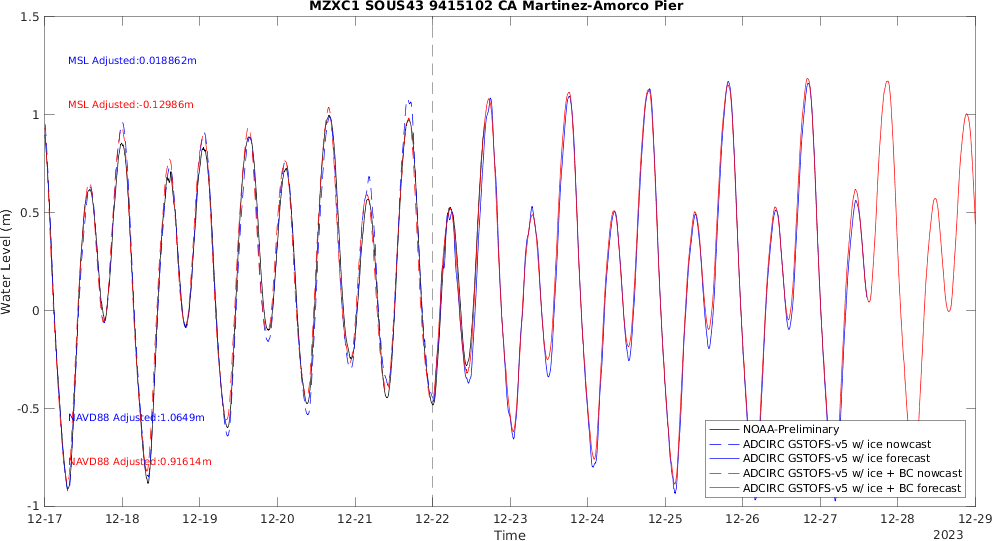 MZXC1 SOUS43 9415102 CA Martinez-Amorco Pier
1.5
MSL Adjusted:0.018862m
MSL Adjusted:-0.12986m
1
0.5
Water Level (m)
0
-0.5
NAVD88 Adjusted:1.0649m
NAVD88 Adjusted:0.91614m
NOAA-Preliminary
ADCIRC GSTOFS-v5 w/ ice nowcast
ADCIRC GSTOFS-v5 w/ ice forecast
ADCIRC GSTOFS-v5 w/ ice + BC nowcast
ADCIRC GSTOFS-v5 w/ ice + BC forecast
-1
12-17 12-18 12-19 12-20 12-21 12-22 12-23 12-24 12-25 12-26 12-27 12-28 12-29
Time
2023